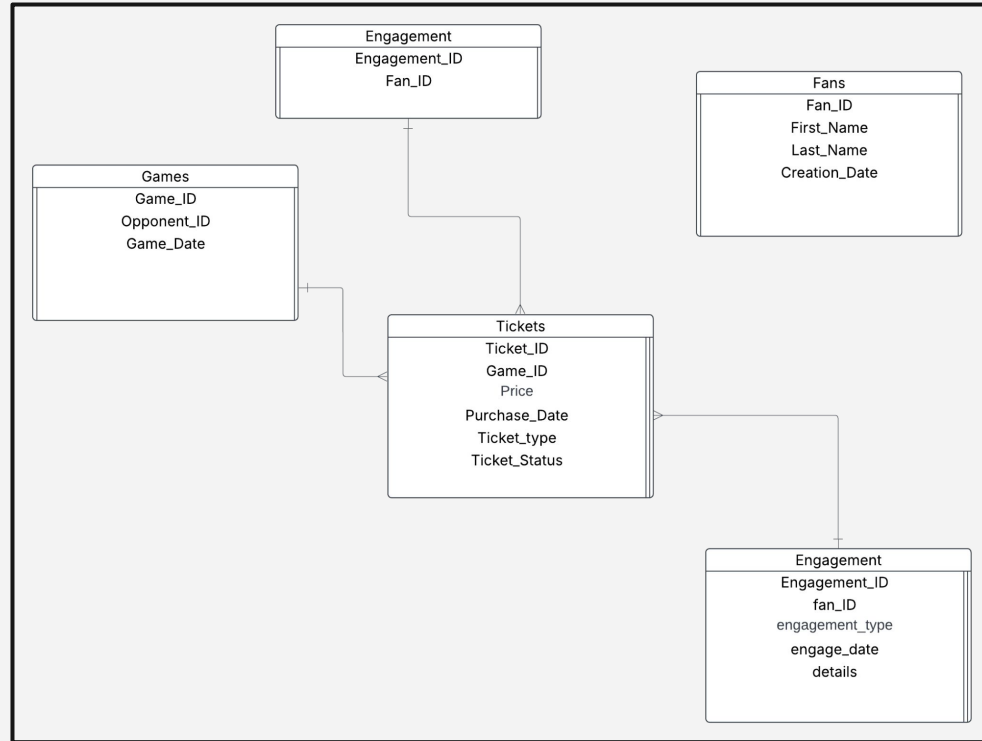 Engagement
Engagement_ID
Fan_ID
Fans
Fan_ID
First_Name
Last_Name
Creation_Date
Games
Game_ID
Opponent_ID
Game_Date
Tickets
Ticket_ID
Game_ID
Price
Purchase_Date
Ticket_type
Ticket_Status
Engagement
Engagement_ID
fan_ID
engagement_type
engage_date
details